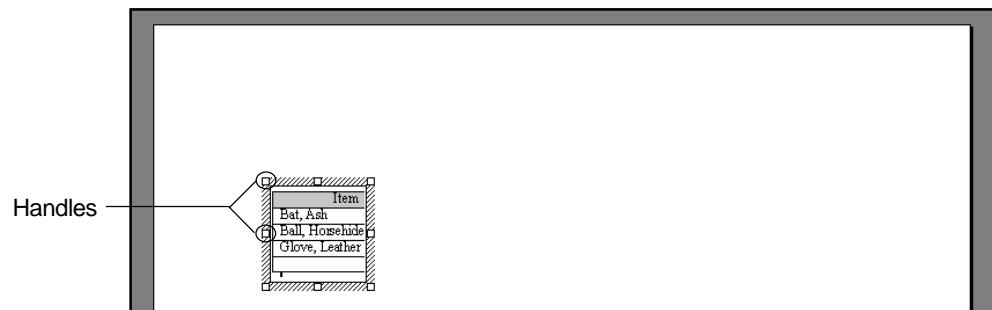 Handles
Item
Bat, Ash
Ball, Horsehide
Glove, Leather